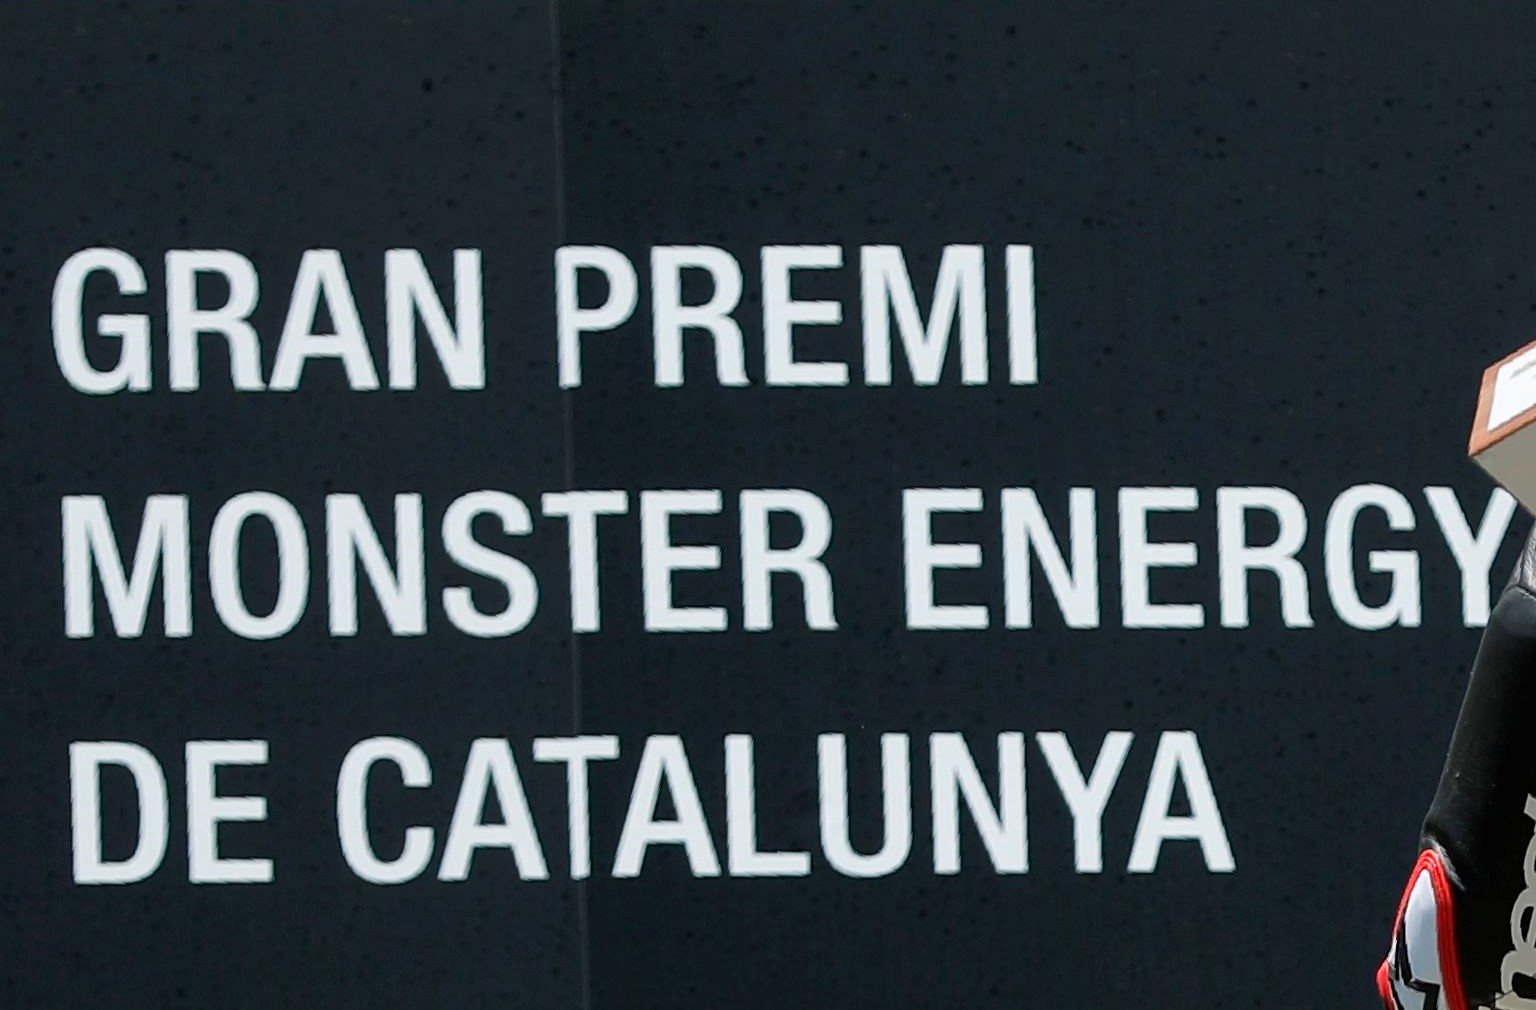 GRAN PREMI
MONSTER ENERGY
DE CATALUNYA